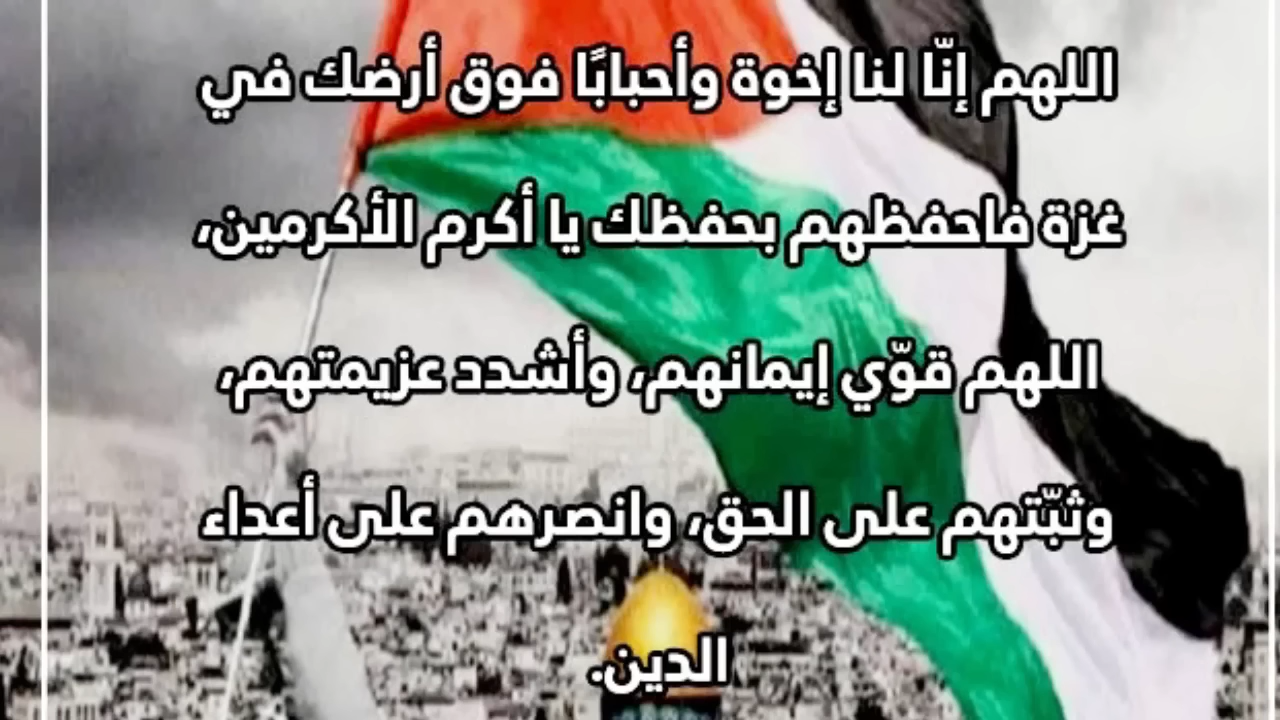 اللهم إنّا لنا إخوة وأحبابًا فوق أرضك في
غزة فاحفظهم بحفظك يا أكرم الأكرمين،
اللهم قوّي إيمانهم، وأشدد عزيمتهم،
وثبّتهم على الحق، وانصرهم على أعداء
الدين.